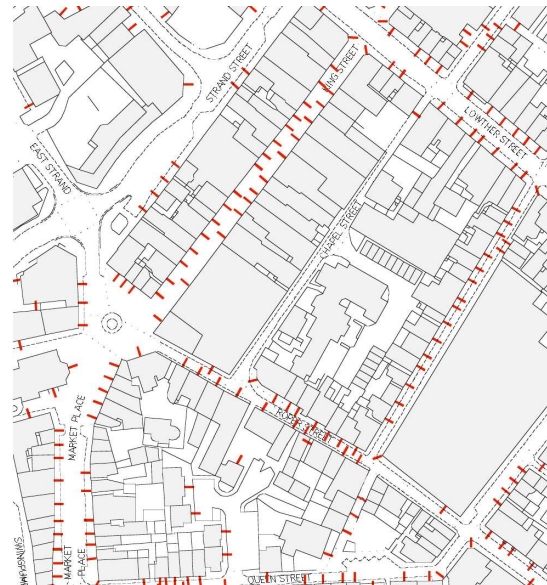 STRAND STREET
KING STREET
LOWTHER STREET
EAST STRAND
CHAPEL STREET
MARKET PLACE
ROPER STREET
MARKET PLACE
QUEEN STREET